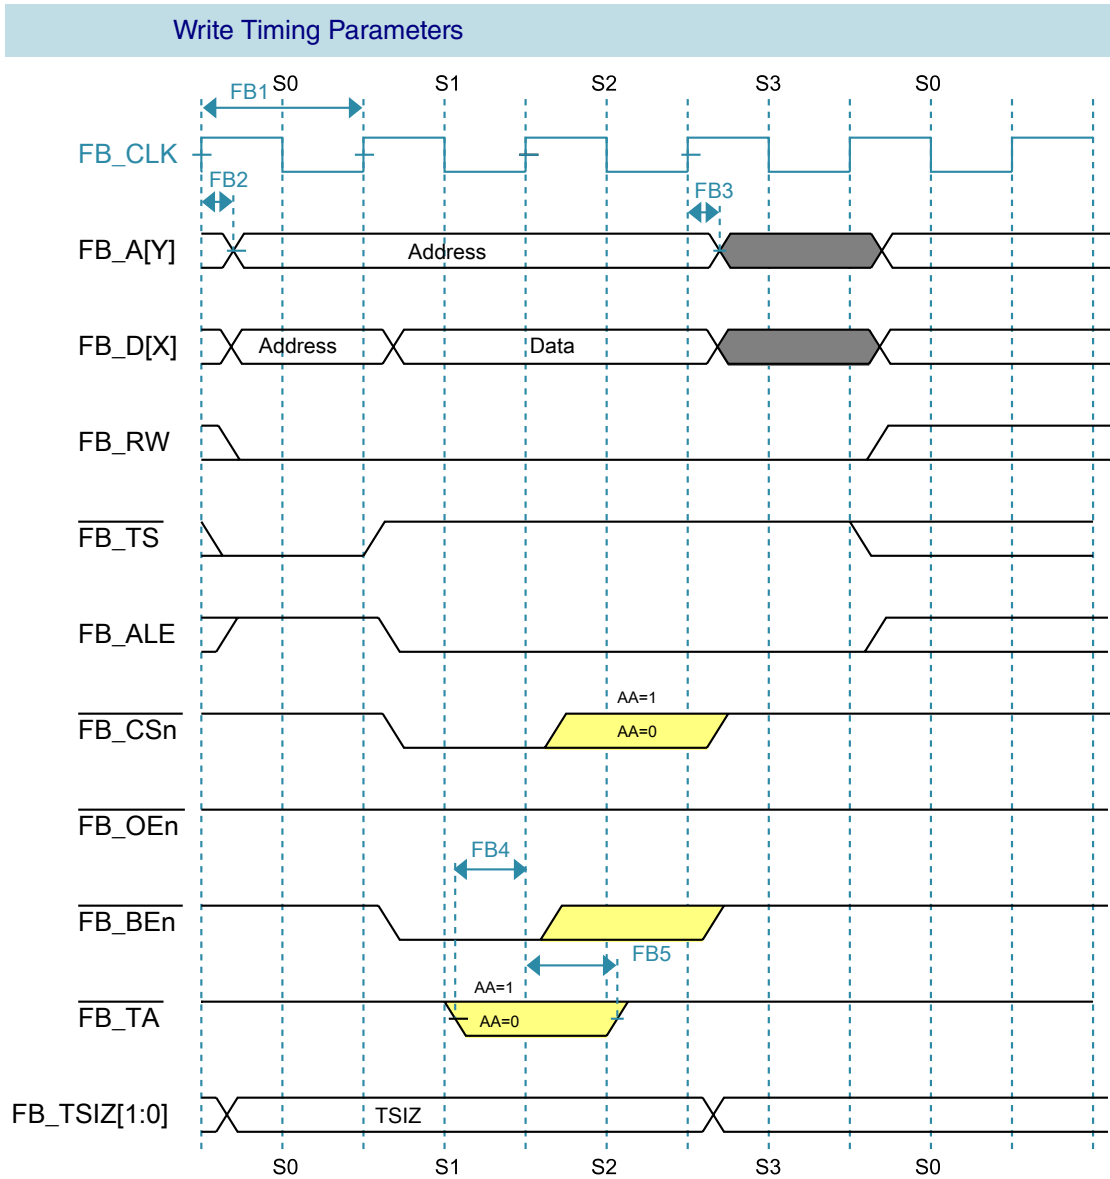 Write Timing Parameters
S0 S1 S2 S3 S0
FB1
FB_CLK
FB2
FB3
FB_A[Y]
Address
FB_D[X]
Address
Data
FB_RW
FB_TS
FB_ALE
AA=1
FB_CSn
AA=0
FB_OEn
FB4
FB_BEn
FB5
AA=1
FB_TA
AA=0
FB_TSIZ[1:0]
TSIZ
S0 S1 S2 S3 S0